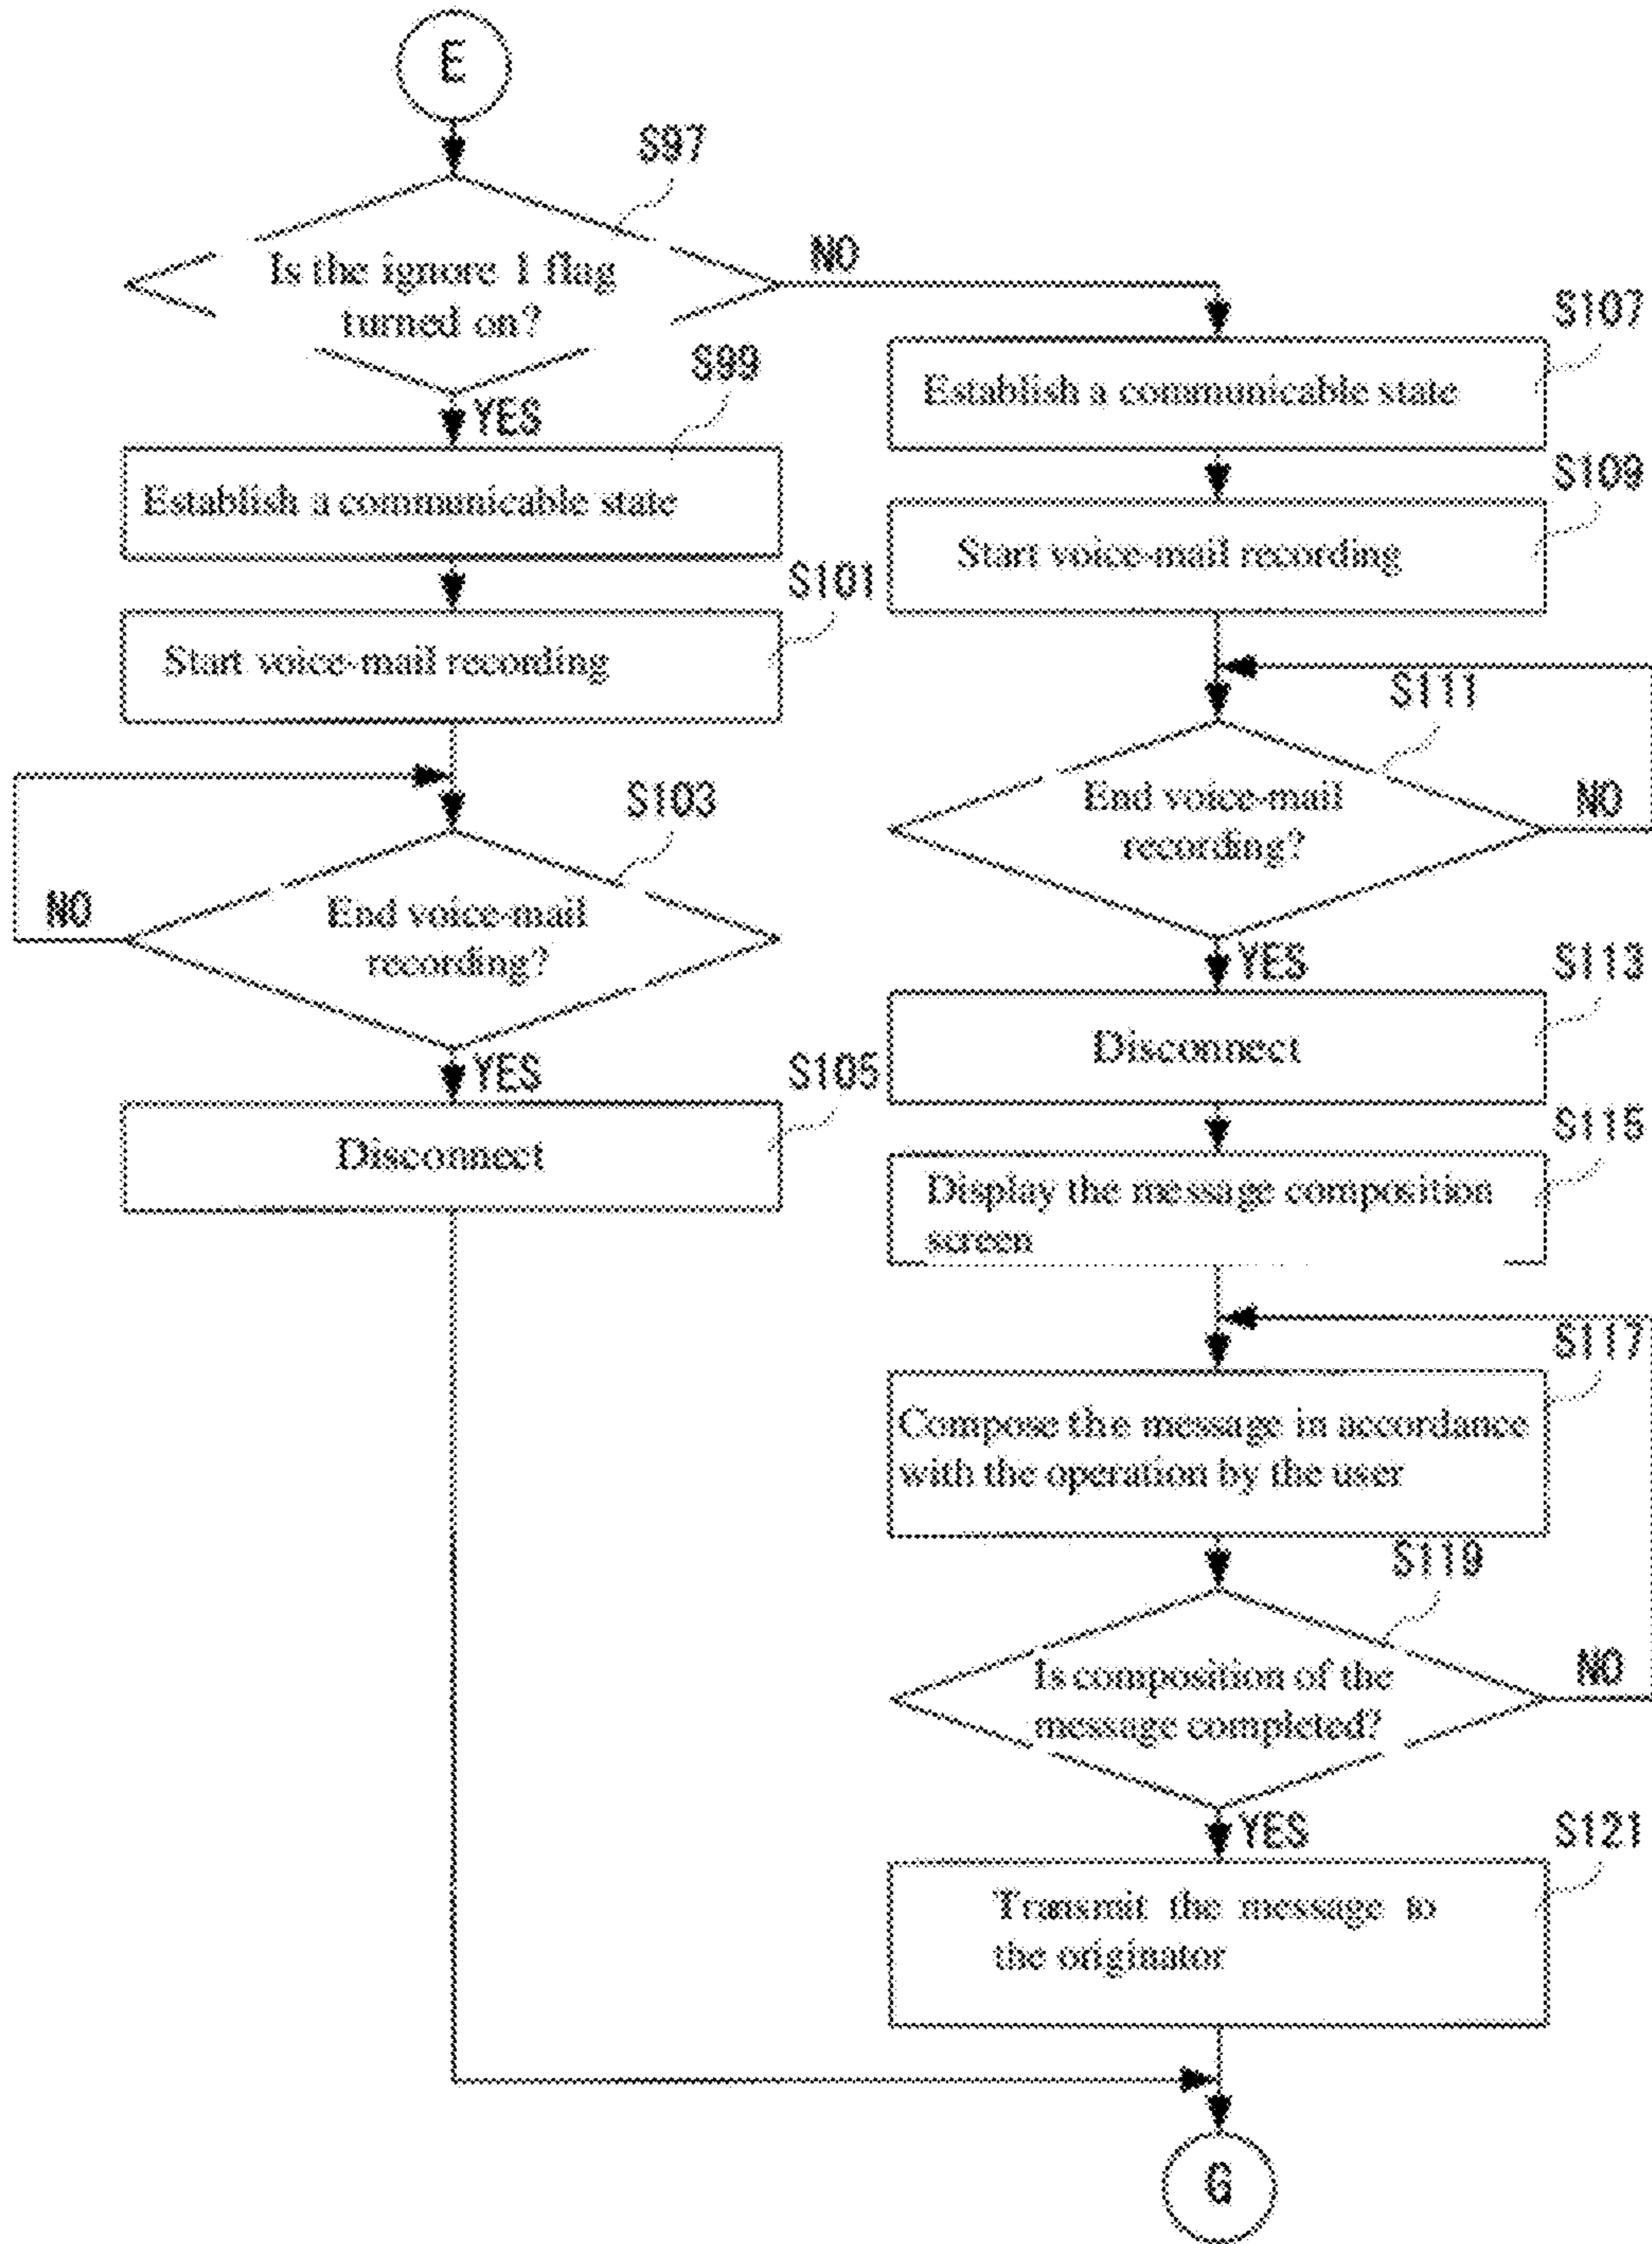 E
S97
Is the ignore 1 flag
turned on?
NO
YES
S99
Establish a communicable state
S101
Start voice-mail recording
S103
End voice-mail
recording?
NO
YES
S105
Disconnect
S107
Establish a communicable state
S109
Start voice-mail recording
S111
End voice-mail
recording?
NO
YES
S113
Disconnect
S115
Display the message composition
screen
S117
Compose the message in accordance
with the operation by the user
S119
Is composition of the
message completed?
NO
YES
S121
Transmit the message to
the originator
G